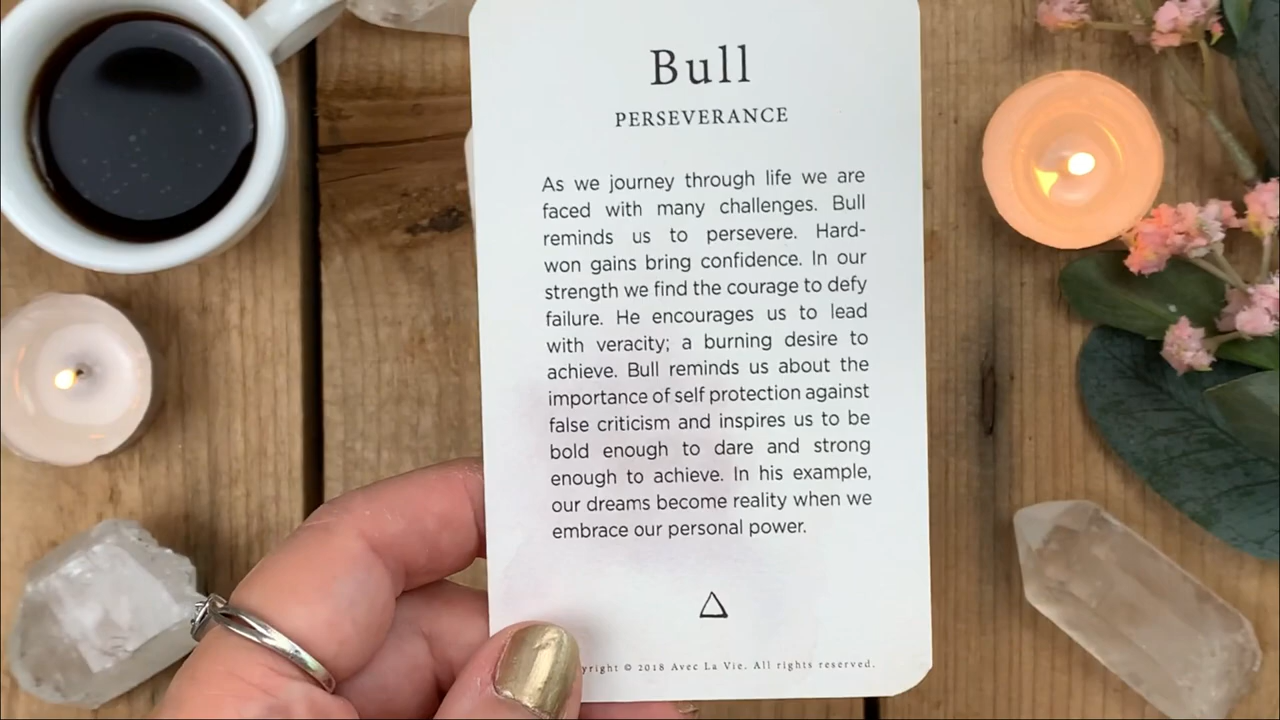 Bull
PERSEVERANCE
As we journey through life we are
faced with many challenges. Bull
reminds us to persevere. Hard-
won gains bring confidence. In our
strength we find the courage to defy
failure. He encourages us to lead
with veracity; a burning desire to
achieve. Bull reminds us about the
importance of self protection against
false criticism and inspires us to be
bold enough to dare and strong
enough to achieve. In his example,
our dreams become reality when we
embrace our personal power.
© 2018 Avec La Vie. All rights reserved.